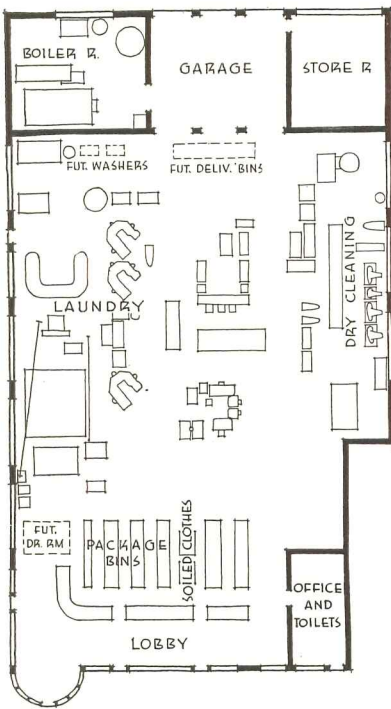 BOILER R.
GARAGE
STORE R
FUT. WASHERS
FUT. DELIV. BINS
DRY CLEANING
LAUNDRY
FUT.
DR. RM
PACKAGE
BINS
SOILED CLOTHES
OFFICE
AND
TOILETS
LOBBY